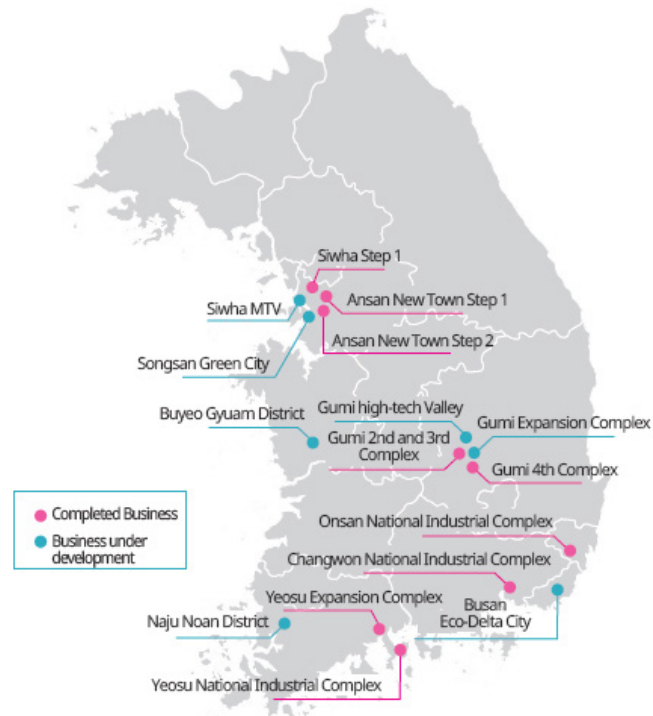 Siwha Step 1
Ansan New Town Step 1
Siwha MTV
Ansan New Town Step 2
Songsan Green City
Gumi high-tech Valley
Buyeo Gyuam District
Gumi Expansion Complex
Gumi 2nd and 3rd
Complex
Gumi 4th Complex
Completed Business
Business under
development
Onsan National Industrial Complex
Changwon National Industrial Complex
Yeosu Expansion Complex
Busan
Eco-Delta City
Naju Noan District
Yeosu National Industrial Complex